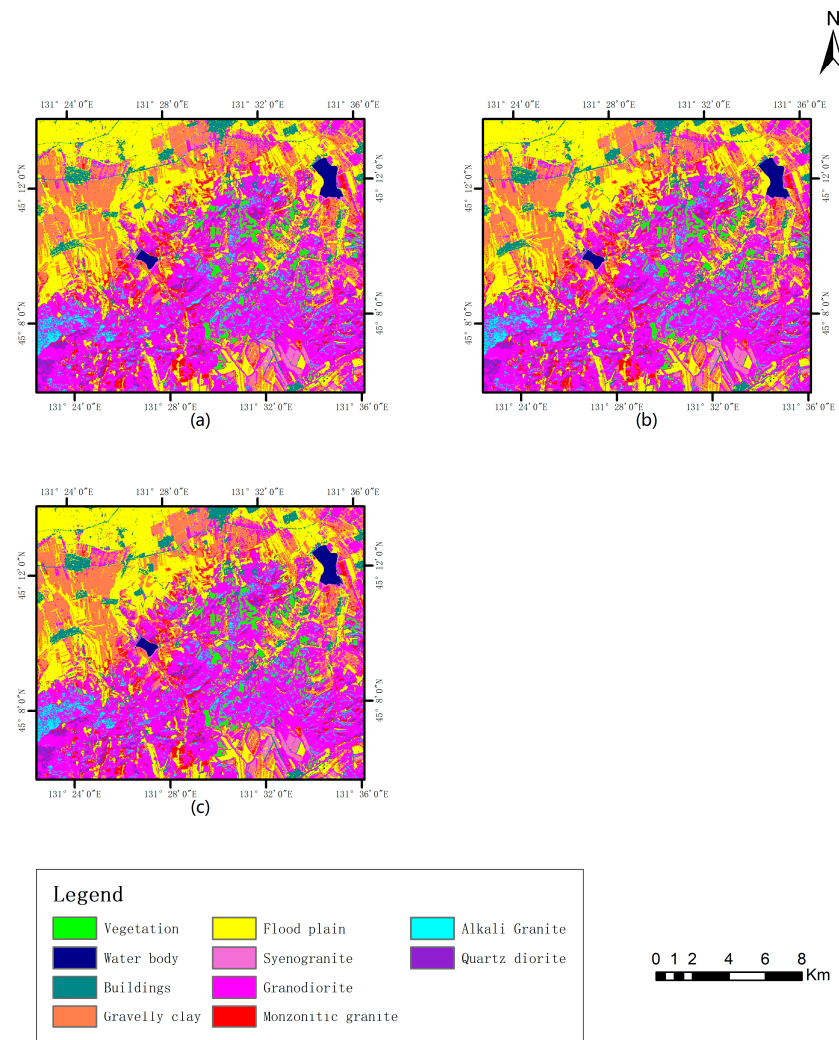 N
131° 24′0″E 131° 28′0″E 131° 32′0″E 131° 36′0″E
131° 24′0″E 131° 28′0″E 131° 32′0″E 131° 36′0″E
45° 12′0″N
45° 12′0″N
45° 12′0″N
45° 12′0″N
45° 8′0″N
45° 8′0″N
45° 8′0″N
45° 8′0″N
131° 24′0″E 131° 28′0″E 131° 32′0″E 131° 36′0″E
131° 24′0″E 131° 28′0″E 131° 32′0″E 131° 36′0″E
(a)
(b)
131° 24′0″E 131° 28′0″E 131° 32′0″E 131° 36′0″E
45° 12′0″N
45° 12′0″N
45° 8′0″N
45° 8′0″N
131° 24′0″E 131° 28′0″E 131° 32′0″E 131° 36′0″E
(c)
Legend
Vegetation
Water body
Buildings
Gravelly clay
Flood plain
Syenogranite
Granodiorite
Monzonitic granite
Alkali Granite
Quartz diorite
0 1 2 4 6 8
Km